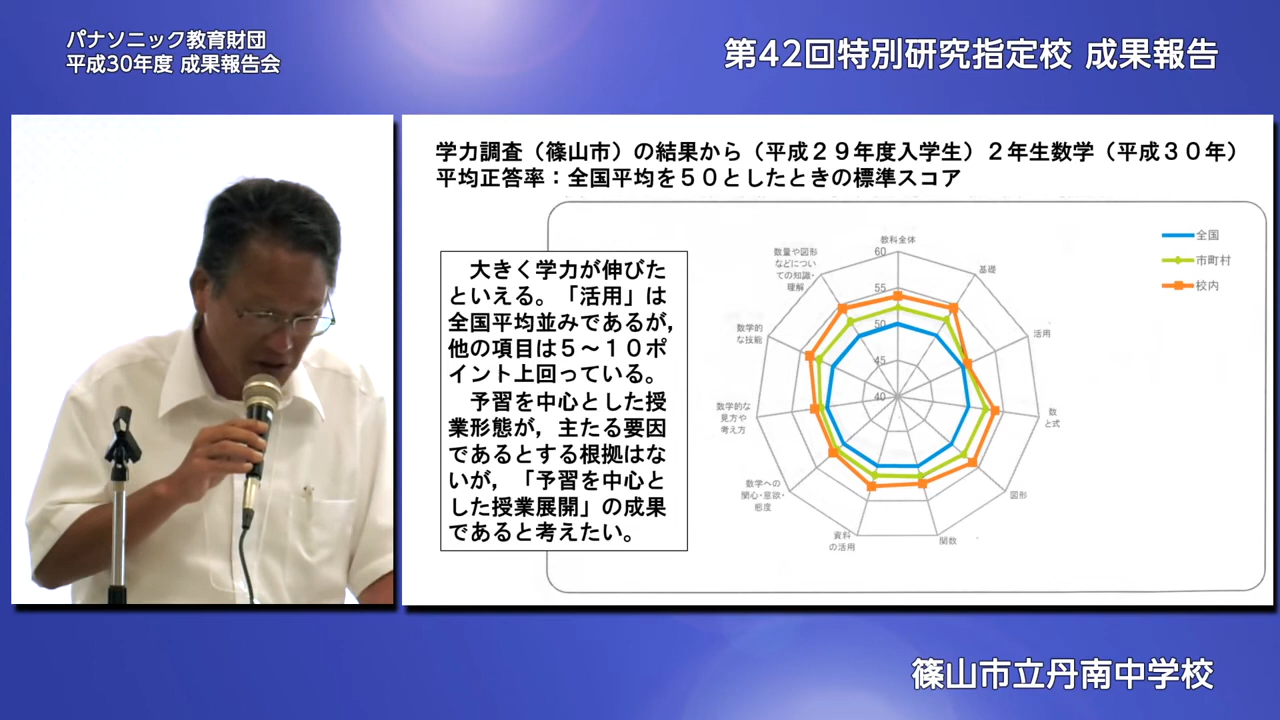 パナソニック教育財団
平成30年度 成果報告会
第42回特別研究指定校 成果報告
学力調査（篠山市）の結果から（平成２９年度入学生）２年生数学（平成３０年）
平均正答率：全国平均を５０としたときの標準スコア
大きく学力が伸びた
といえる。「活用」は
全国平均並みであるが，
他の項目は５～１０ポ
イント上回っている。
予習を中心とした授
業形態が，主たる要因
であるとする根拠はな
いが，「予習を中心と
した授業展開」の成果
であると考えたい。
教科全体
60
55
50
45
40
基礎
活用
数
と式
図形
関数
資料
の活用
数学への
関心・意欲・
態度
数学的な
見方や
考え方
数学的
な技能
数量や図形
などについ
ての知識・
理解
全国
市町村
校内
篠山市立丹南中学校